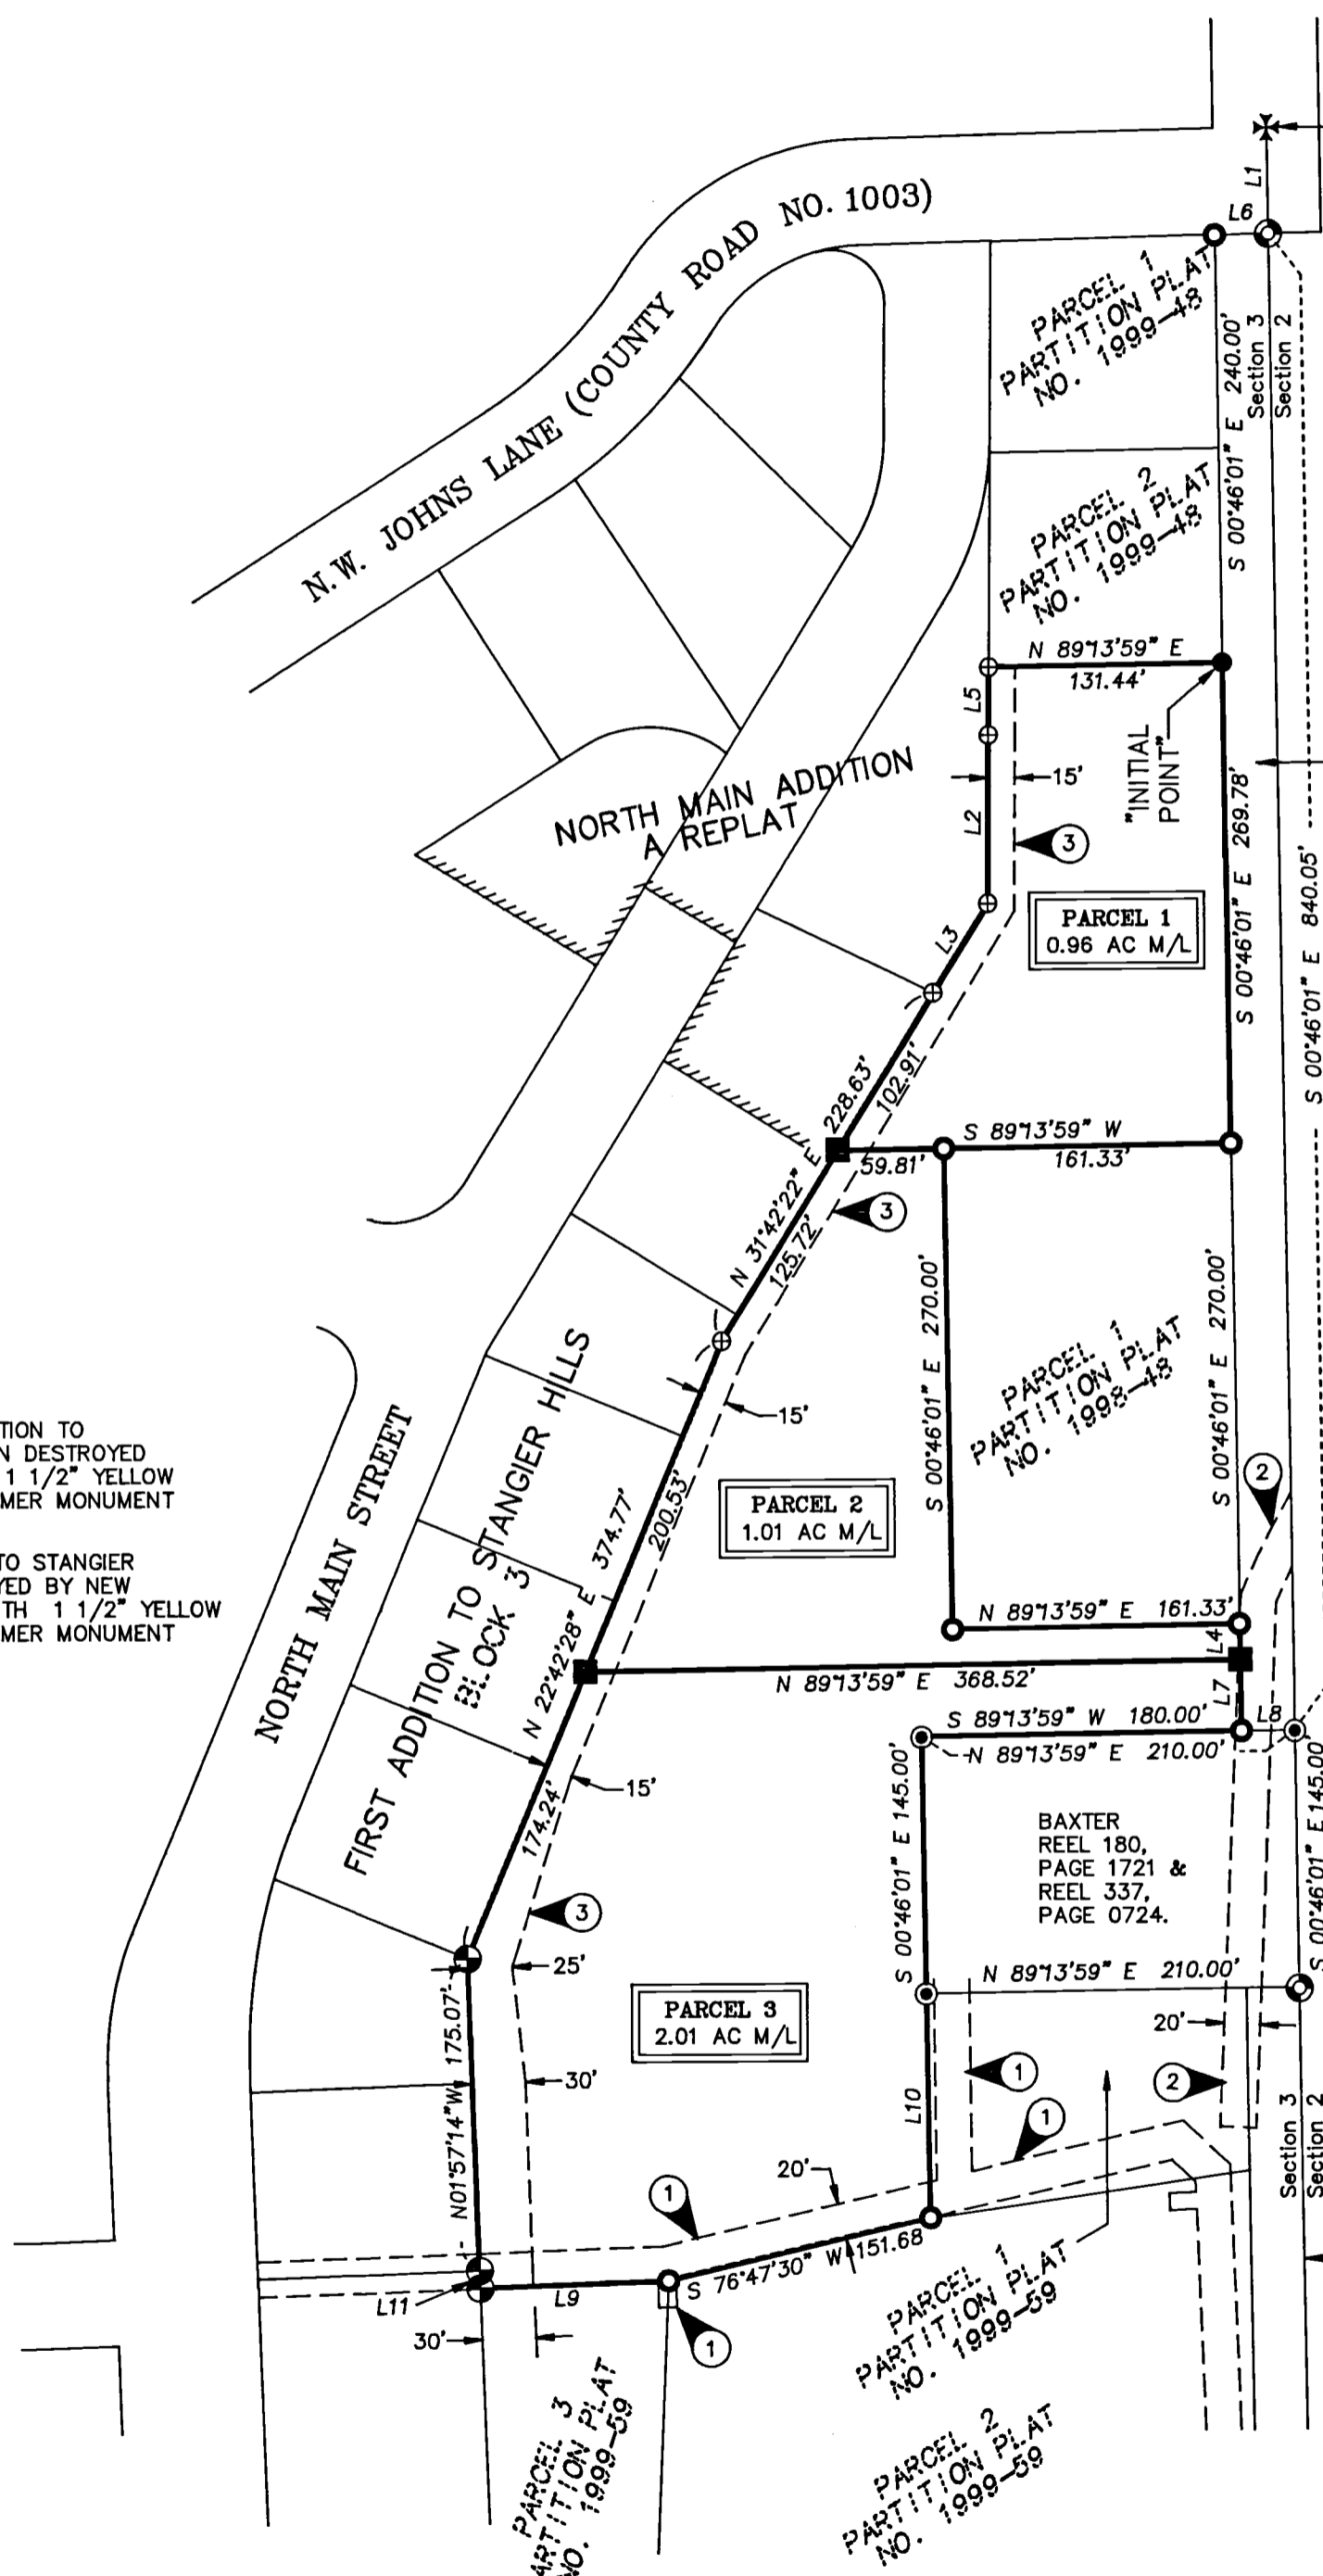 N.W. JOHNS LANE (COUNTY ROAD NO. 1003)
L1
L6
PARCEL 1
PARTITION PLAT
NO. 1999-48
S 00°46'01" E 240.00'
Section 3
Section 2
PARCEL 2
PARTITION PLAT
NO. 1999-48
N 89°13'59" E
131.44'
L5
"INITIAL
POINT"
15'
L2
3
NORTH MAIN ADDITION
A REPLAT
S 00°46'01" E 269.78'
S 00°46'01" E 840.05'
PARCEL 1
0.96 AC M/L
L3
N 31°42'22" E 228.63'
102.91'
S 89°13'59" W
59.81'
161.33'
3
125.72'
S 00°46'01" E 270.00'
S 00°46'01" E 270.00'
PARCEL 1
PARTITION PLAT
NO. 1998-48
15'
TION TO
N DESTROYED
1 1/2" YELLOW
MER MONUMENT
TO STANGIER
YED BY NEW
TH 1 1/2" YELLOW
MER MONUMENT
NORTH MAIN STREET
FIRST ADDITION TO STANGIER HILLS
BLOCK 3
N 22°42'28" E 374.77'
200.53'
PARCEL 2
1.01 AC M/L
2
N 89°13'59" E 161.33'
L4
N 89°13'59" E 368.52'
L7
S 89°13'59" W 180.00'
L8
N 89°13'59" E 210.00'
15'
174.24'
S 00°46'01" E 145.00'
BAXTER
REEL 180,
PAGE 1721 &
REEL 337,
PAGE 0724.
S 00°46'01" E 145.00'
3
25'
N 89°13'59" E 210.00'
PARCEL 3
2.01 AC M/L
20'
N01°57'14"W 175.07'
30'
L10
1
2
1
Section 3
Section 2
20'
1
S 76°47'30" W 151.68
L11
L9
30'
1
PARCEL 1
PARTITION PLAT
NO. 1999-59
PARCEL 3
ARTITION PLAT
NO. 1999-59
PARCEL 2
PARTITION PLAT
NO. 1999-59